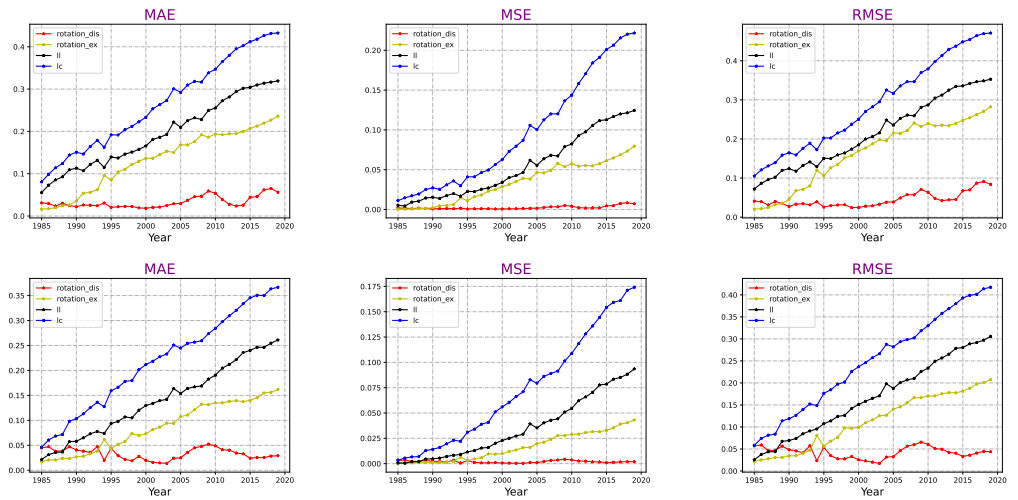 MAE
0.4
0.3
0.2
0.1
0.0
rotation_dis
rotation_ex
ll
lc
1985 1990 1995 2000 2005 2010 2015 2020
Year
MSE
0.20
0.15
0.10
0.05
0.00
rotation_dis
rotation_ex
ll
lc
1985 1990 1995 2000 2005 2010 2015 2020
Year
RMSE
0.4
0.3
0.2
0.1
0.0
rotation_dis
rotation_ex
ll
lc
1985 1990 1995 2000 2005 2010 2015 2020
Year
MAE
0.35
0.30
0.25
0.20
0.15
0.10
0.05
0.00
rotation_dis
rotation_ex
ll
lc
1985 1990 1995 2000 2005 2010 2015 2020
Year
MSE
0.175
0.150
0.125
0.100
0.075
0.050
0.025
0.000
rotation_dis
rotation_ex
ll
lc
1985 1990 1995 2000 2005 2010 2015 2020
Year
RMSE
0.40
0.35
0.30
0.25
0.20
0.15
0.10
0.05
0.00
rotation_dis
rotation_ex
ll
lc
1985 1990 1995 2000 2005 2010 2015 2020
Year